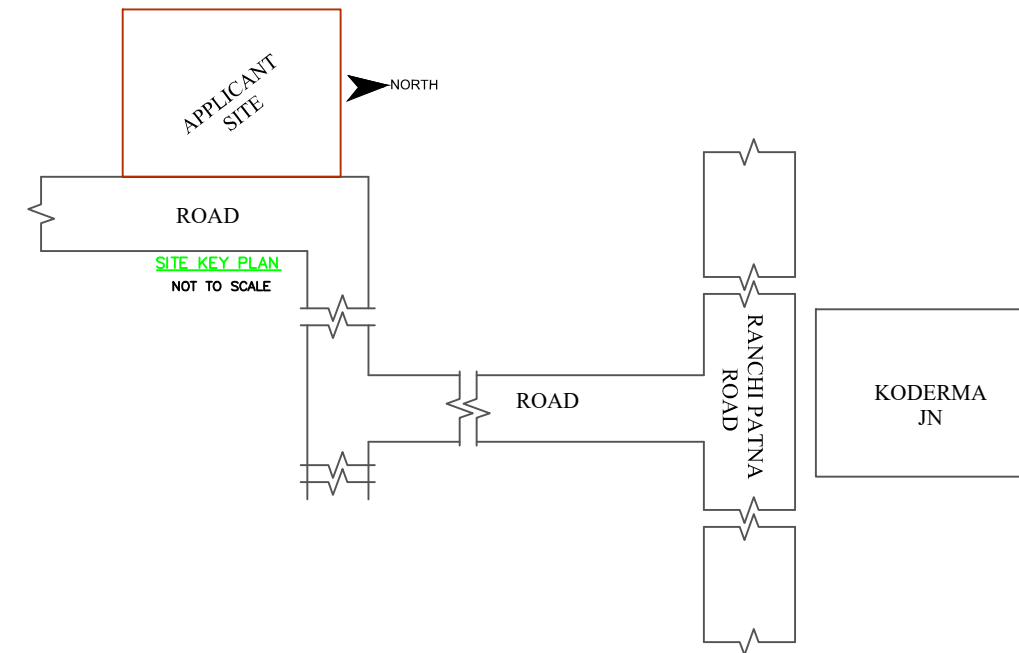 APPLICANT
SITE
NORTH
ROAD
SITE KEY PLAN
NOT TO SCALE
RANCHI PATNA
ROAD
ROAD
KODERMA
JN